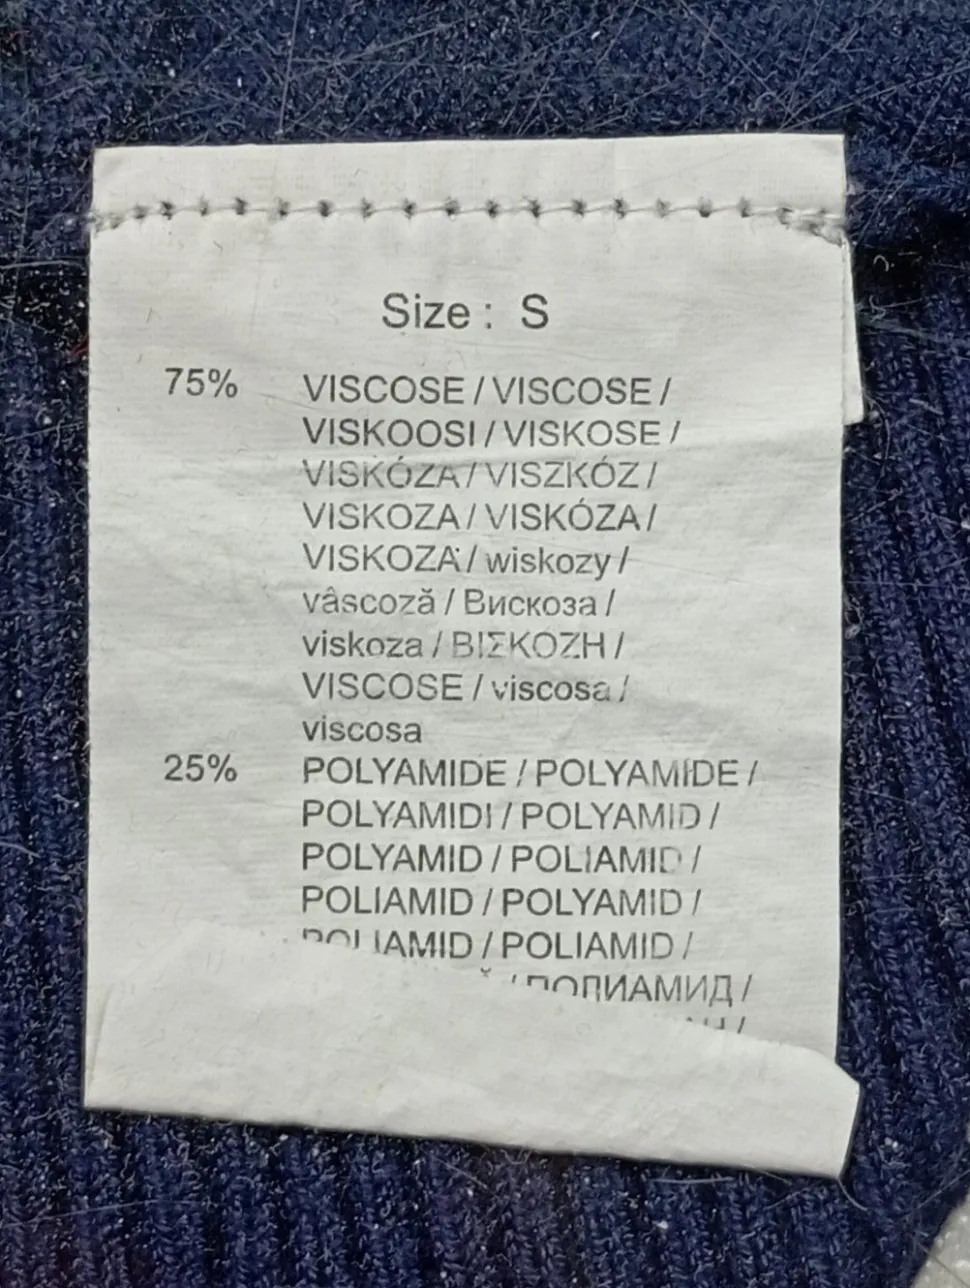 Size : S
75% VISCOSE / VISCOSE /
VISKOOSI / VISKOSE /
VISKÓZA / VISZKÓZ /
VISKOZA / VISKÓZA /
VISKOZA / wiskozy /
vâscoză / Вискоза /
viskoza / ΒΙΣΚΌΖΗ /
VISCOSE / viscosa /
viscosa
25% POLYAMIDE / POLYAMIDE /
POLYAMIDI / POLYAMID /
POLYAMID / POLIAMID /
POLIAMID / POLYAMID /
POLIAMID / POLIAMID /
/ ПОЛИАМИД /